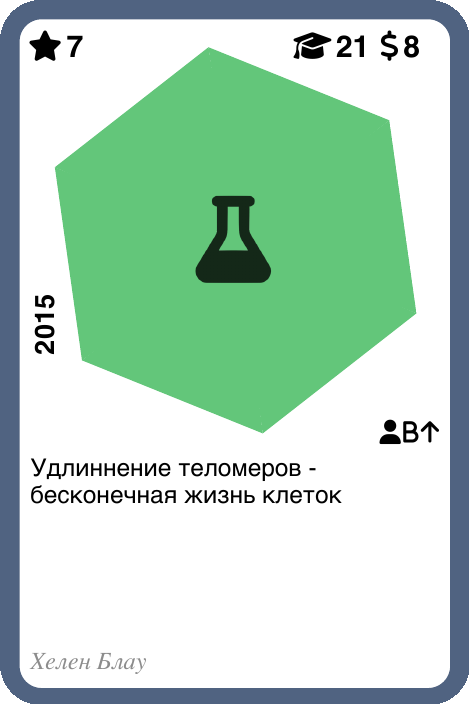 7
21 $8
2015
B↑
Удлиннение теломеров -
бесконечная жизнь клеток
Хелен Блау